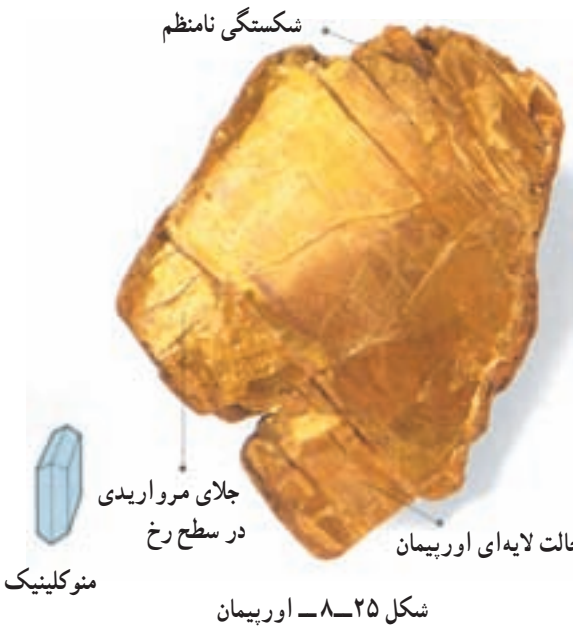 شکستگی نامنظم
جلای مرواریدی
در سطح رخ
لایه‌ای اورپیمان
منوکلینیک
شکل ۲۵ــ۸ــ اورپیمان